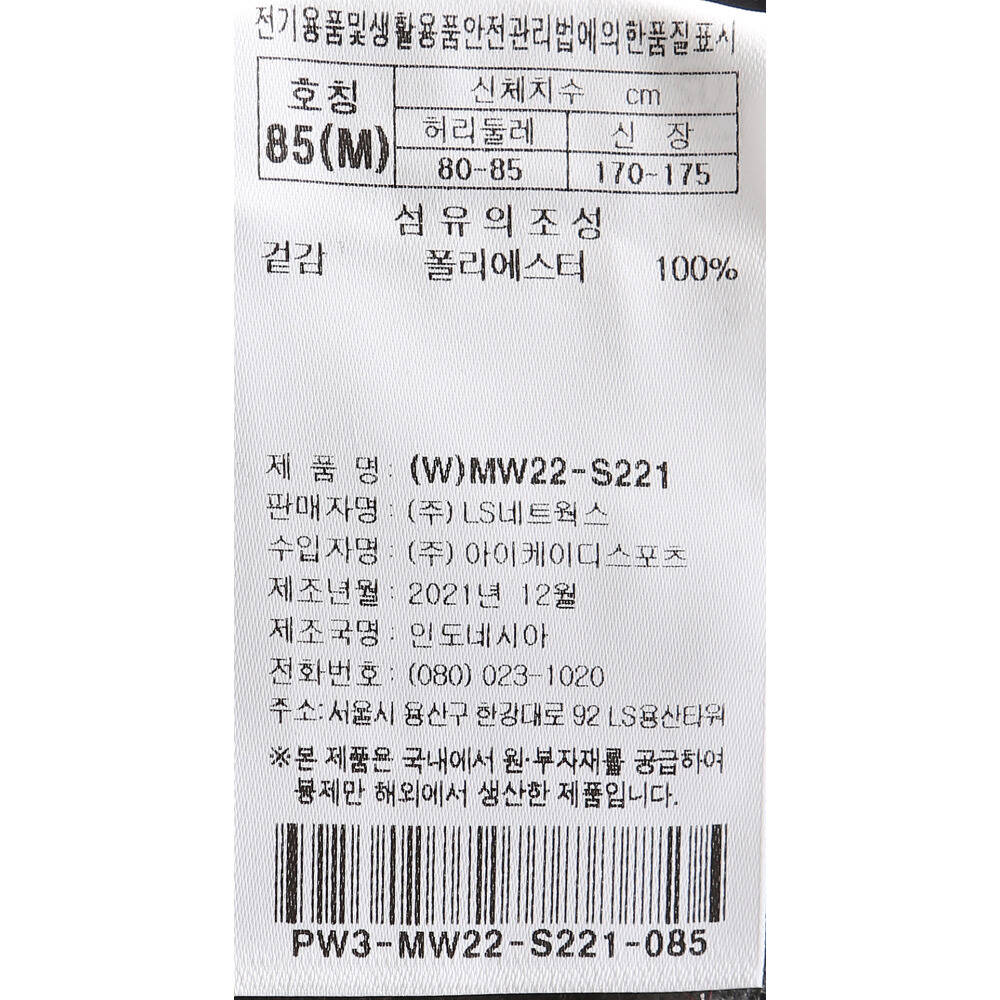 전기용품및생활용품안전관리법에의한품질표시
호칭 신체치수 cm
85(M) 허리둘레 신 장
80-85 170~175
섬 유 의 조 성
겉감 폴리에스터 100%
제 품 명 : (W)MW22-S221
판매자명 : (주) LS네트웍스
수입자명 : (주) 아이케이디스포츠
제조년월 : 2021년 12월
제조국명 : 인도네시아
전화번호 : (080) 023-1020
주소:서울시 용산구 한강대로 92 LS용산타워
※본 제품은 국내에서 원·부자재를 공급하여
봉제만 해외에서 생산한 제품입니다.
PW3-MW22-S221-085